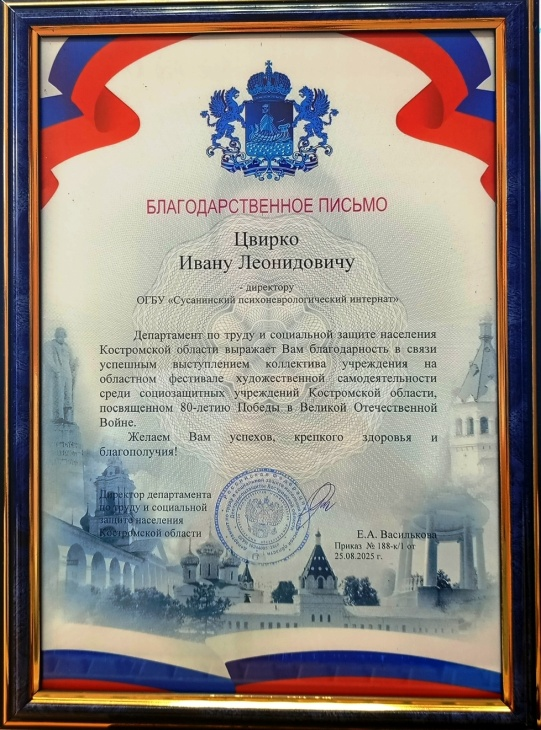 БЛАГОДАРСТВЕННОЕ ПИСЬМО
Цвирко
Ивану Леонидовичу
- директору
ОГБУ «Сусанинский психоневрологический интернат»
Департамент по труду и социальной защите населения
Костромской области выражает Вам благодарность в связи
успешным выступлением коллектива учреждения на
областном фестивале художественной самодеятельности
среди социозащитных учреждений Костромской области,
посвященном 80-летию Победы в Великой Отечественной
Войне.
Желаем Вам успехов, крепкого здоровья и
благополучия!
Директор департамента
по труду и социальной
защите населения
Костромской области
Е.А. Василькова
Приказ № 188-к/1 от
25.08.2025 г.